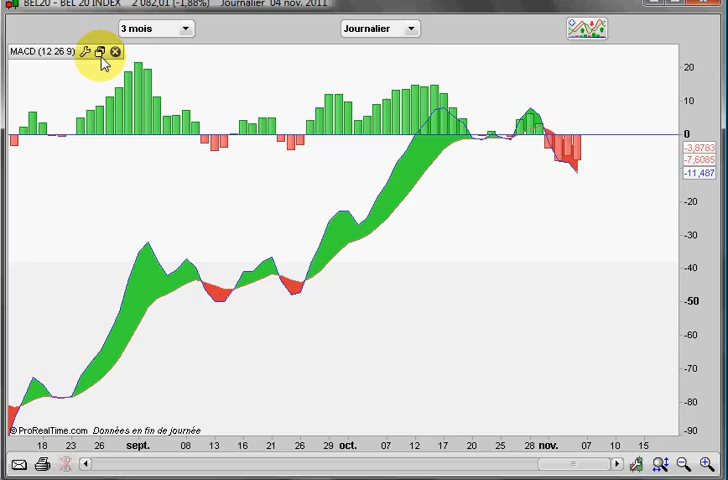 BEL20 - BEL 20 INDEX 2 082,01 (-1,88%) Journalier 04 nov. 2011
3 mois
Journalier
MACD (12 26 9)
20
10
0
-3,8783
-7,6085
-11,487
-20
-30
-40
-50
-60
-70
-80
-90
© ProRealTime.com Données en fin de journée
18 23 26 sept. 08 13 16 22 27 oct. 07 12 17 20 25 28 nov. 07 10 15